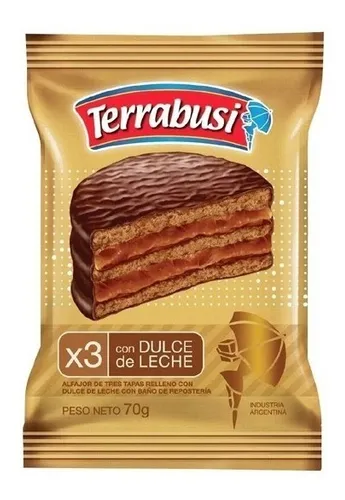 Terrabusi
x3
con DULCE
de LECHE
ALFAJOR DE TRES TAPAS RELLENO CON
DULCE DE LECHE CON BAÑO DE REPOSTERÍA
PESO NETO 70g
INDUSTRIA
ARGENTINA